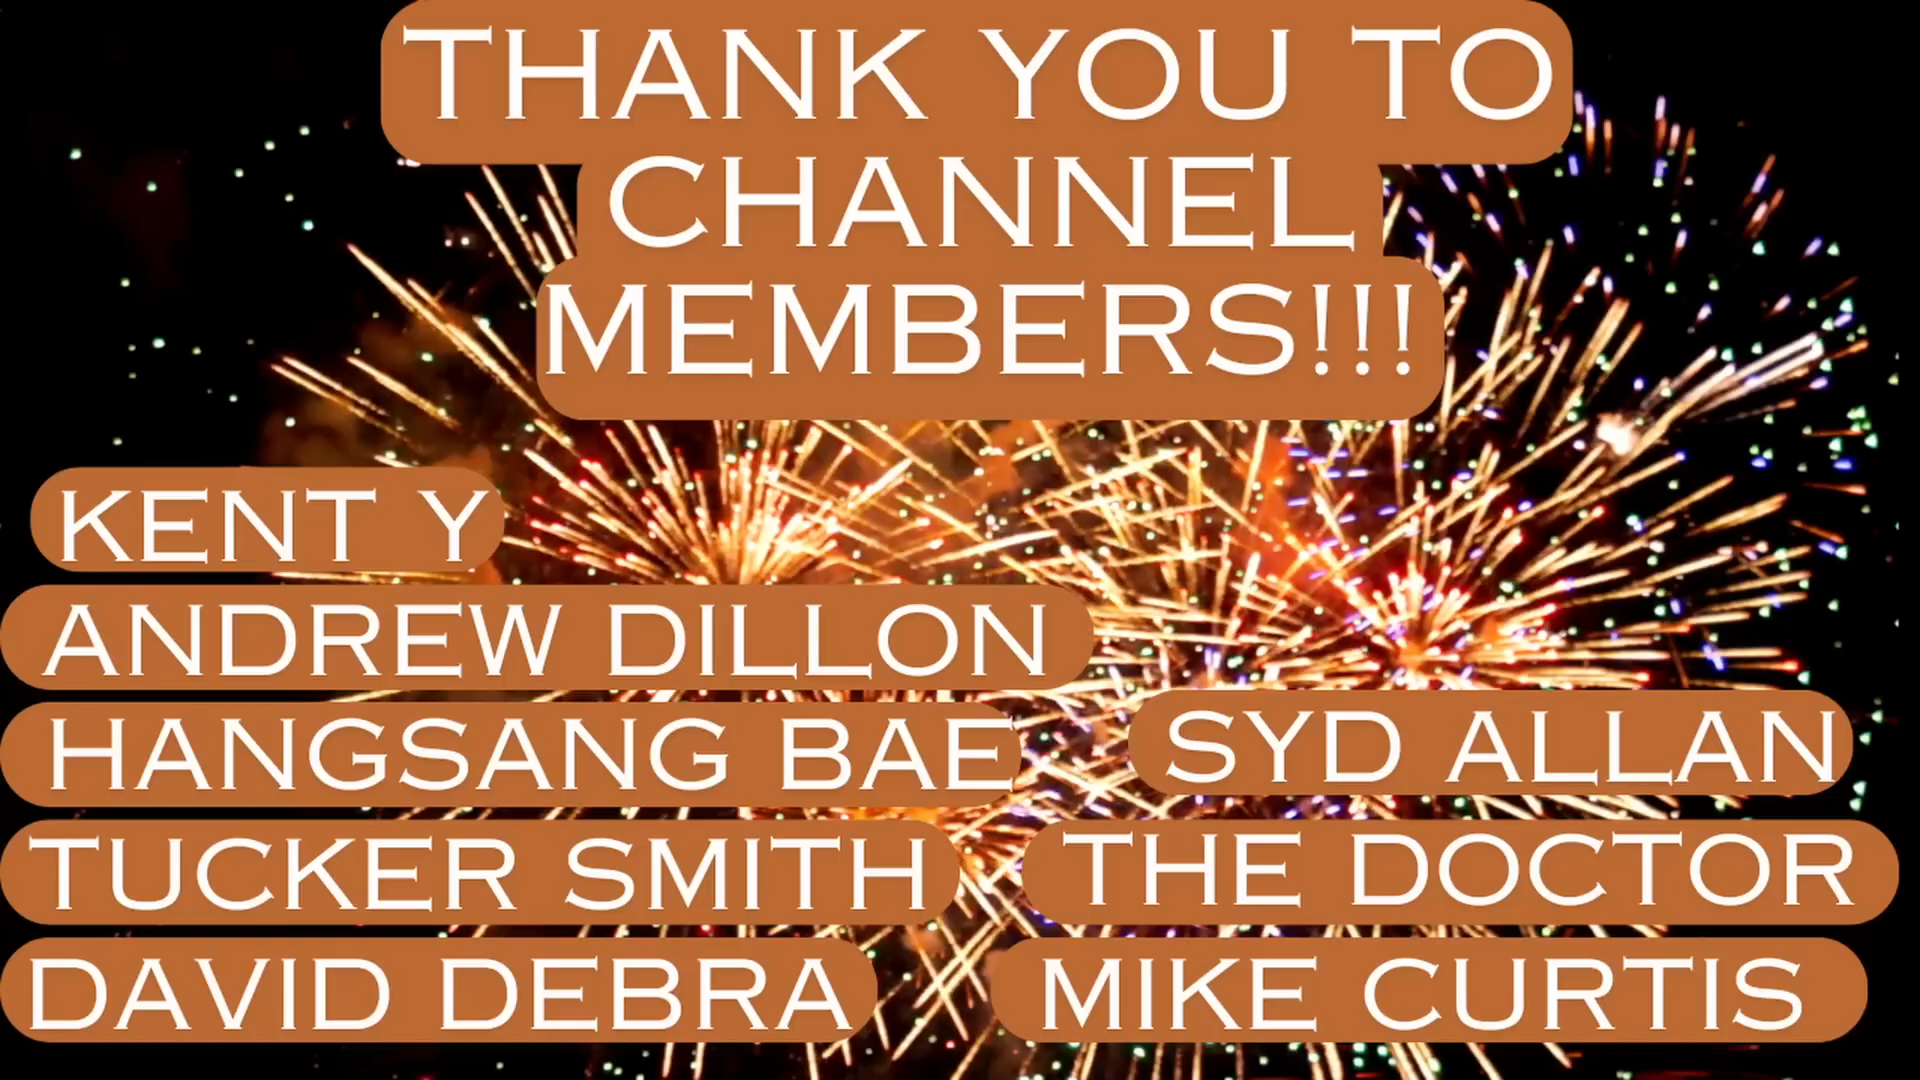 THANK YOU TO
CHANNEL
MEMBERS!!!
KENT Y
ANDREW DILLON
HANGSANG BAE
SYD ALLAN
TUCKER SMITH
THE DOCTOR
DAVID DEBRA
MIKE CURTIS